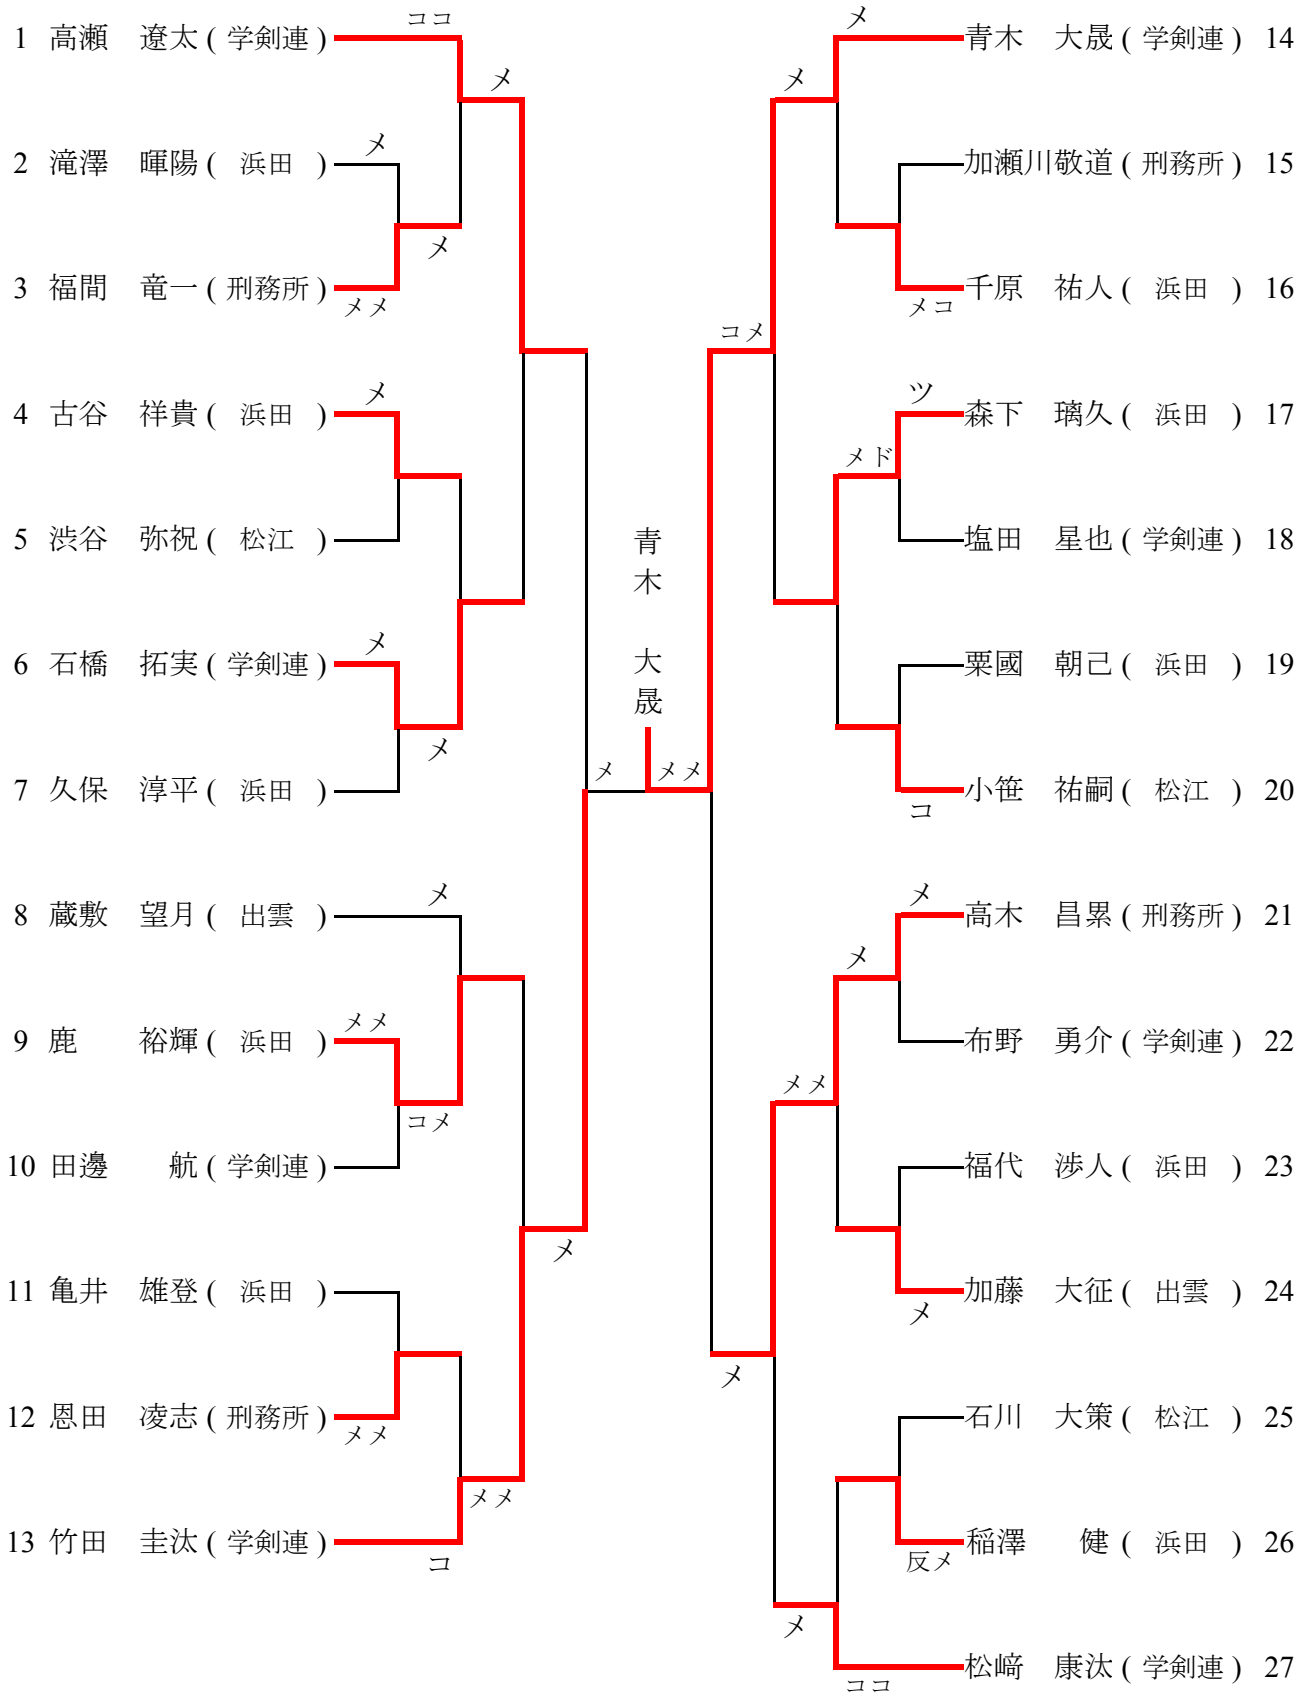 ココ
1 高瀬 遼太 ( 学剣連 )
メ
2 滝澤 暉陽 ( 浜田 )
メ
メ
3 福間 竜一 ( 刑務所 )
メメ
4 古谷 祥貴 ( 浜田 )
メ
5 渋谷 弥祝 ( 松江 )
6 石橋 拓実 ( 学剣連 )
メ
メ
7 久保 淳平 ( 浜田 )
8 蔵敷 望月 ( 出雲 )
メ
9 鹿 裕輝 ( 浜田 )
メメ
コメ
10 田邊 航 ( 学剣連 )
11 亀井 雄登 ( 浜田 )
メ
12 恩田 凌志 ( 刑務所 )
メメ
メメ
13 竹田 圭汰 ( 学剣連 )
コ
青木 大晟
メ
メメ
メ
青木 大晟 ( 学剣連 ) 14
メ
加瀬川敬道 ( 刑務所 ) 15
千原 祐人 ( 浜田 ) 16
メコ
コメ
ツ
森下 璃久 ( 浜田 ) 17
メド
塩田 星也 ( 学剣連 ) 18
粟國 朝己 ( 浜田 ) 19
小笹 祐嗣 ( 松江 ) 20
コ
メ
高木 昌累 ( 刑務所 ) 21
メ
布野 勇介 ( 学剣連 ) 22
メメ
福代 渉人 ( 浜田 ) 23
加藤 大征 ( 出雲 ) 24
メ
メ
石川 大策 ( 松江 ) 25
稲澤 健 ( 浜田 ) 26
反メ
メ
松﨑 康汰 ( 学剣連 ) 27
ココ